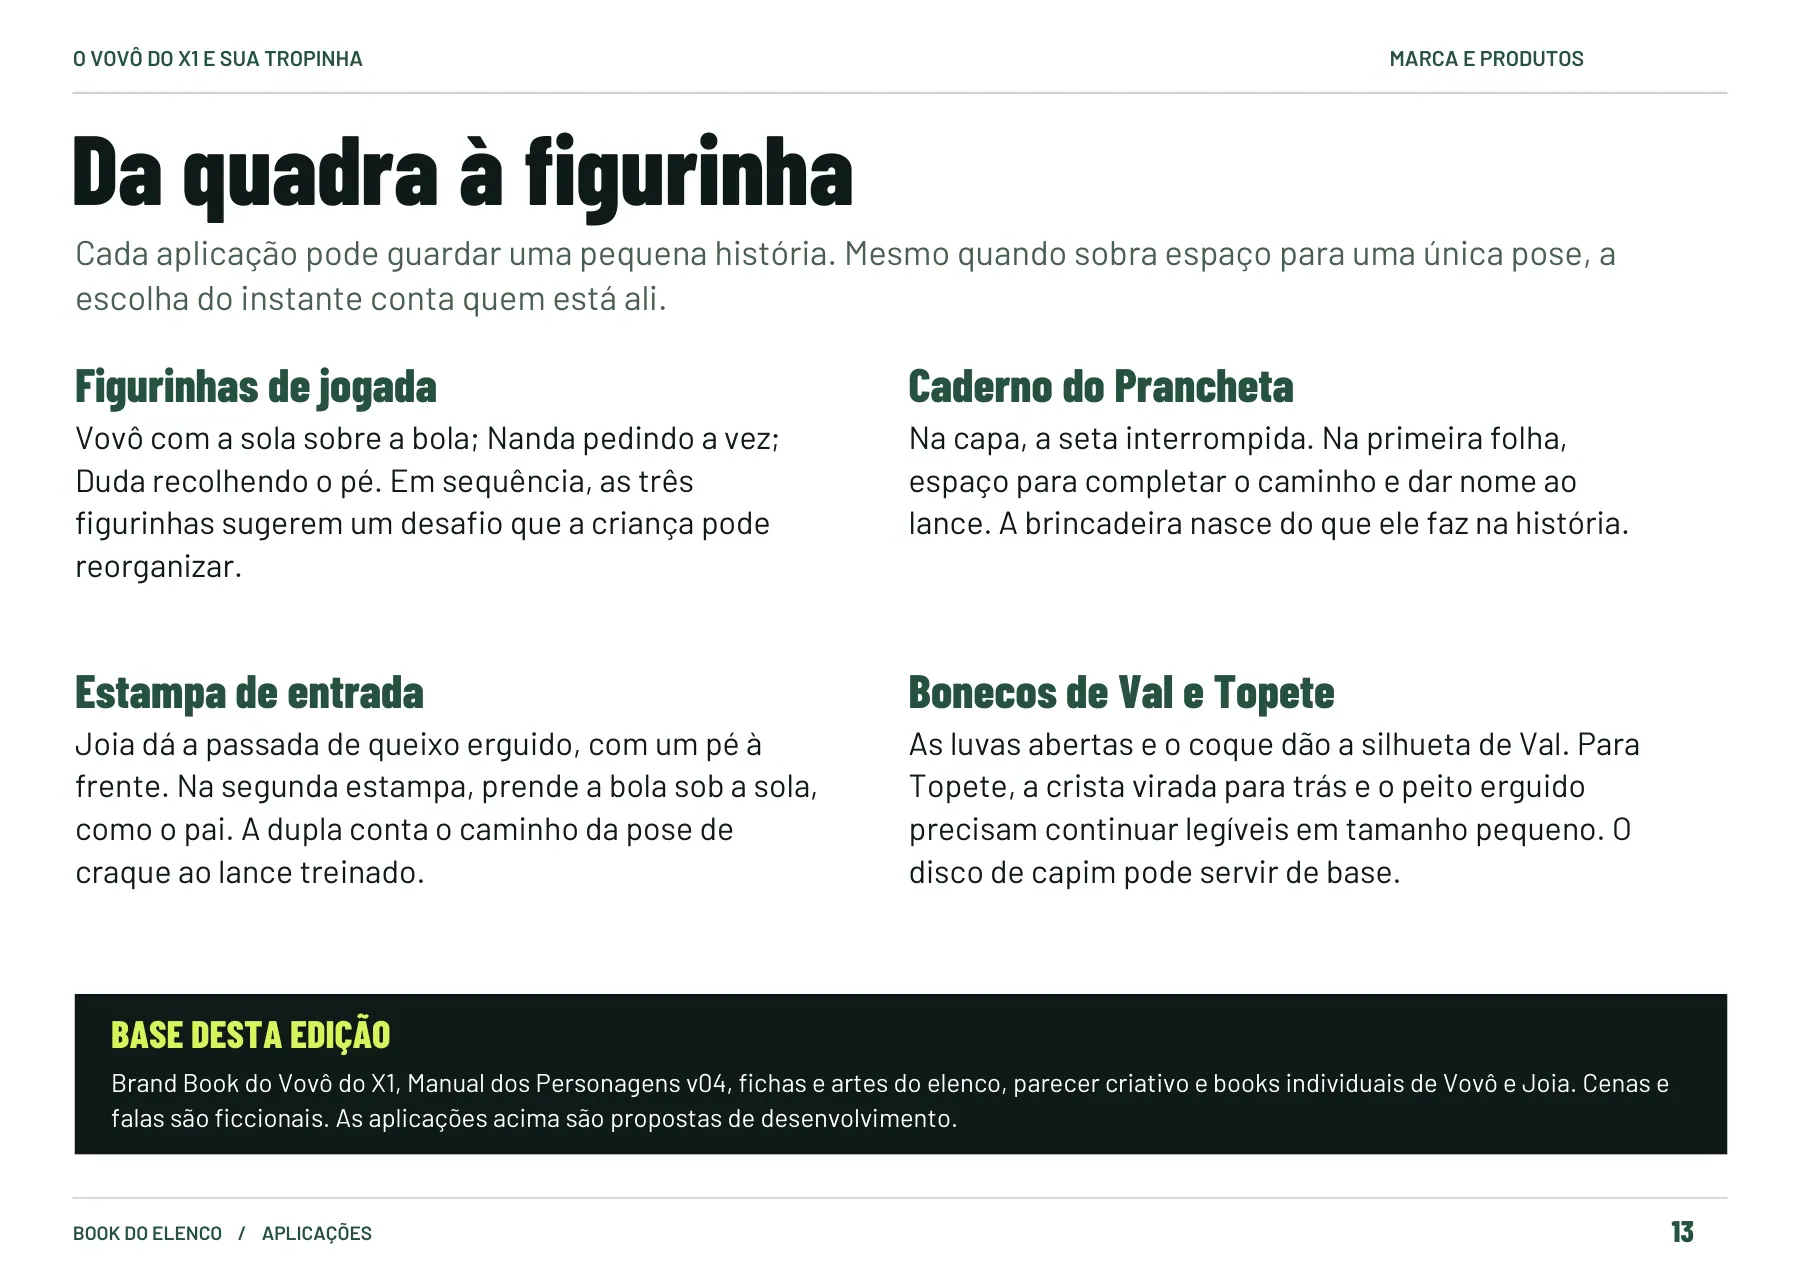 O VOVÔ DO X1 E SUA TROPINHA
MARCA E PRODUTOS
Da quadra à figurinha
Cada aplicação pode guardar uma pequena história. Mesmo quando sobra espaço para uma única pose, a
escolha do instante conta quem está ali.
Figurinhas de jogada
Vovô com a sola sobre a bola; Nanda pedindo a vez;
Duda recolhendo o pé. Em sequência, as três
figurinhas sugerem um desafio que a criança pode
reorganizar.
Caderno do Prancheta
Na capa, a seta interrompida. Na primeira folha,
espaço para completar o caminho e dar nome ao
lance. A brincadeira nasce do que ele faz na história.
Estampa de entrada
Joia dá a passada de queixo erguido, com um pé à
frente. Na segunda estampa, prende a bola sob a sola,
como o pai. A dupla conta o caminho da pose de
craque ao lance treinado.
Bonecos de Val e Topete
As luvas abertas e o coque dão a silhueta de Val. Para
Topete, a crista virada para trás e o peito erguido
precisam continuar legíveis em tamanho pequeno. O
disco de capim pode servir de base.
BASE DESTA EDIÇÃO
Brand Book do Vovô do X1, Manual dos Personagens v04, fichas e artes do elenco, parecer criativo e books individuais de Vovô e Joia. Cenas e
falas são ficcionais. As aplicações acima são propostas de desenvolvimento.
BOOK DO ELENCO / APLICAÇÕES
13